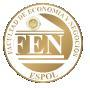 FACULTAD DE ECONOMÍA Y NEGOCIOS
FEN
ESPOL